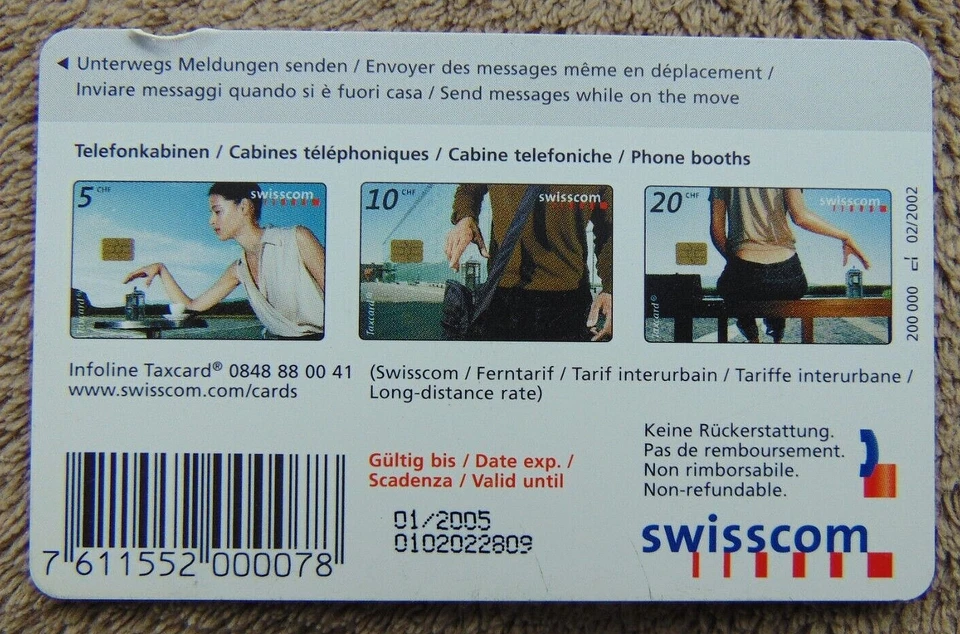 ◀ Unterwegs Meldungen senden / Envoyer des messages même en déplacement /
Inviare messaggi quando si è fuori casa / Send messages while on the move
Telefonkabinen / Cabines téléphoniques / Cabine telefoniche / Phone booths
5 CHF swisscom
Taxcard®
10 CHF swisscom
Taxcard®
20 CHF swisscom
Taxcard®
200 000 02/2002
Infoline Taxcard® 0848 88 00 41 (Swisscom / Ferntarif / Tarif interurbain / Tariffe interurbane /
www.swisscom.com/cards Long-distance rate)
Keine Rückerstattung.
Pas de remboursement.
Non rimborsabile.
Non-refundable.
Gültig bis / Date exp. /
Scadenza / Valid until
01/2005
0102022809
swisscom
7 611552 000078